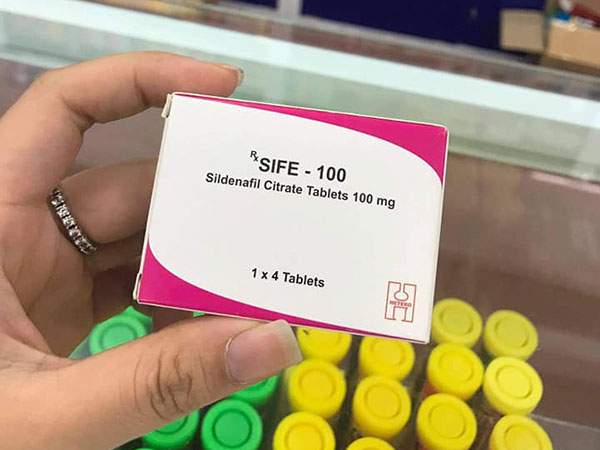 Rx SIFE - 100
Sildenafil Citrate Tablets 100 mg
1 x 4 Tablets
HETERO